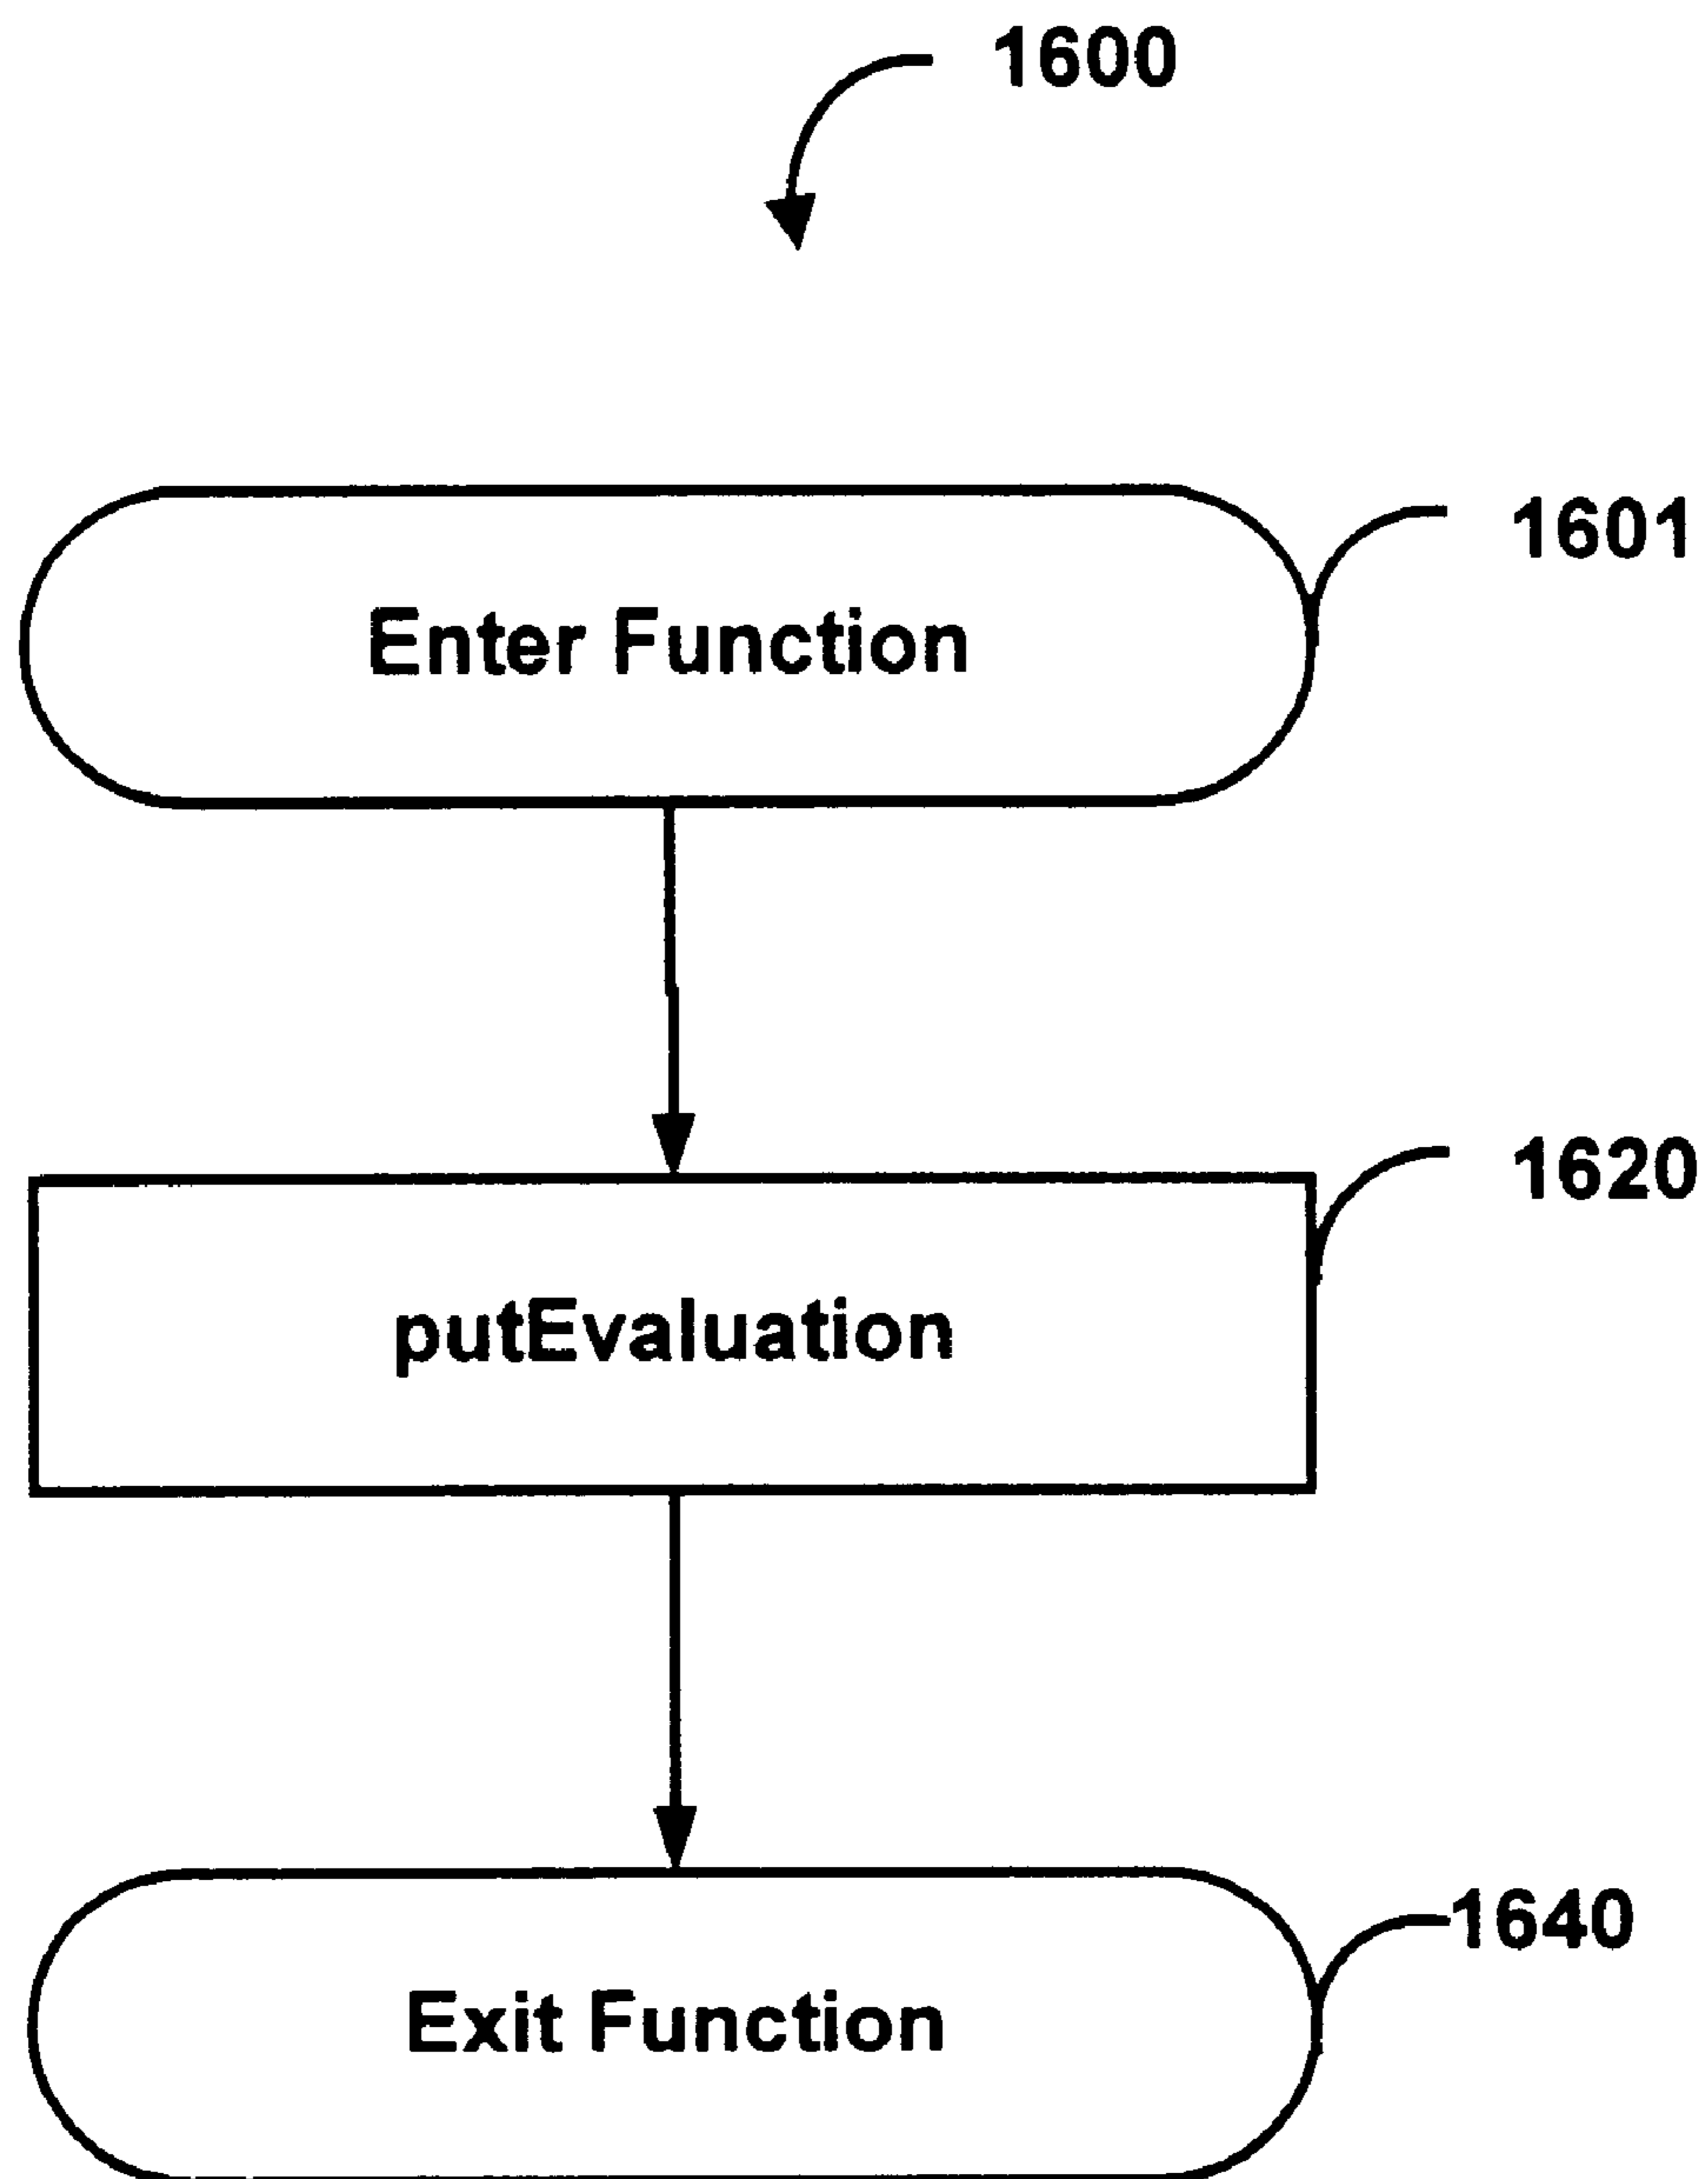 1600
1601
Enter Function
1620
putEvaluation
1640
Exit Function